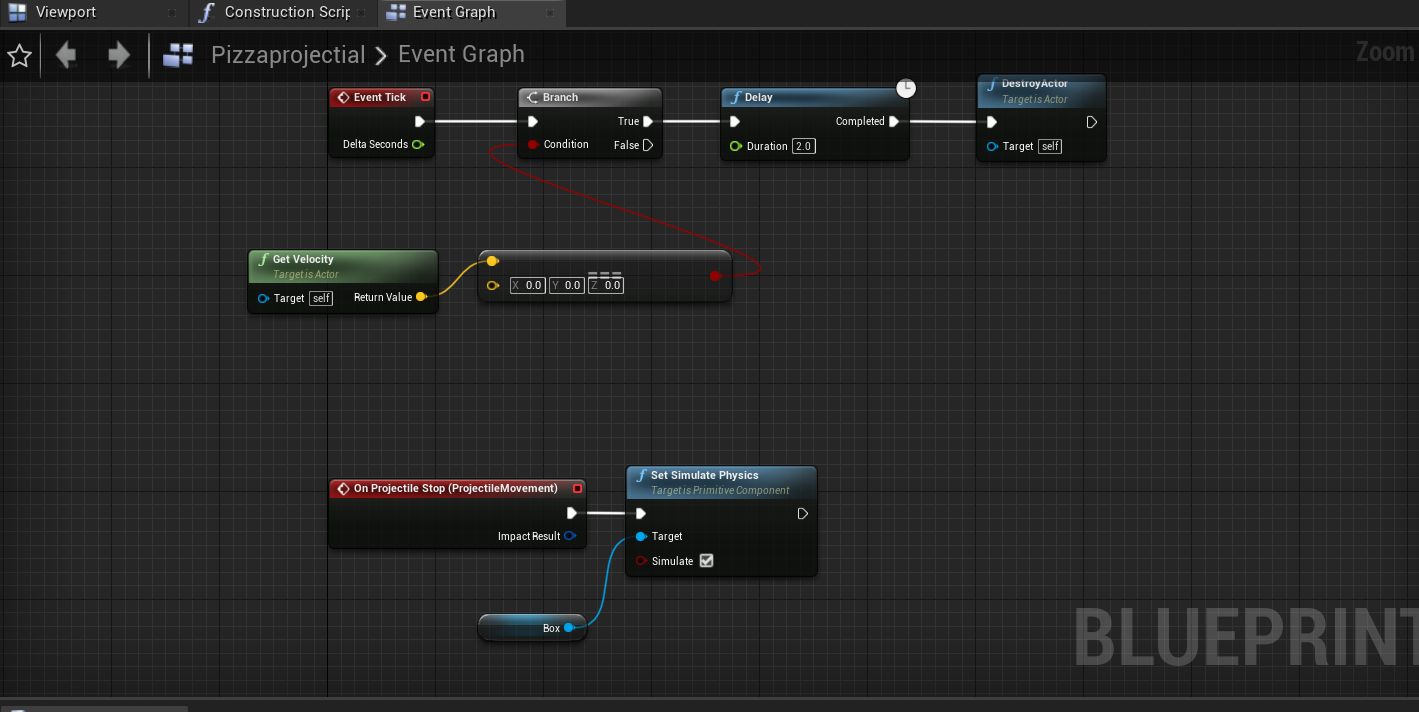 Viewport
Construction Scrip
Event Graph
Pizzaprojectial > Event Graph
Zoom
Event Tick
Delta Seconds
Branch
True
Condition
False
Delay
Completed
Duration 2.0
DestroyActor
Target is Actor
Target self
Get Velocity
Target is Actor
Target self
Return Value
===
X 0.0 Y 0.0 Z 0.0
On Projectile Stop (ProjectileMovement)
Impact Result
Set Simulate Physics
Target is Primitive Component
Target
Simulate
Box
BLUEPRINT